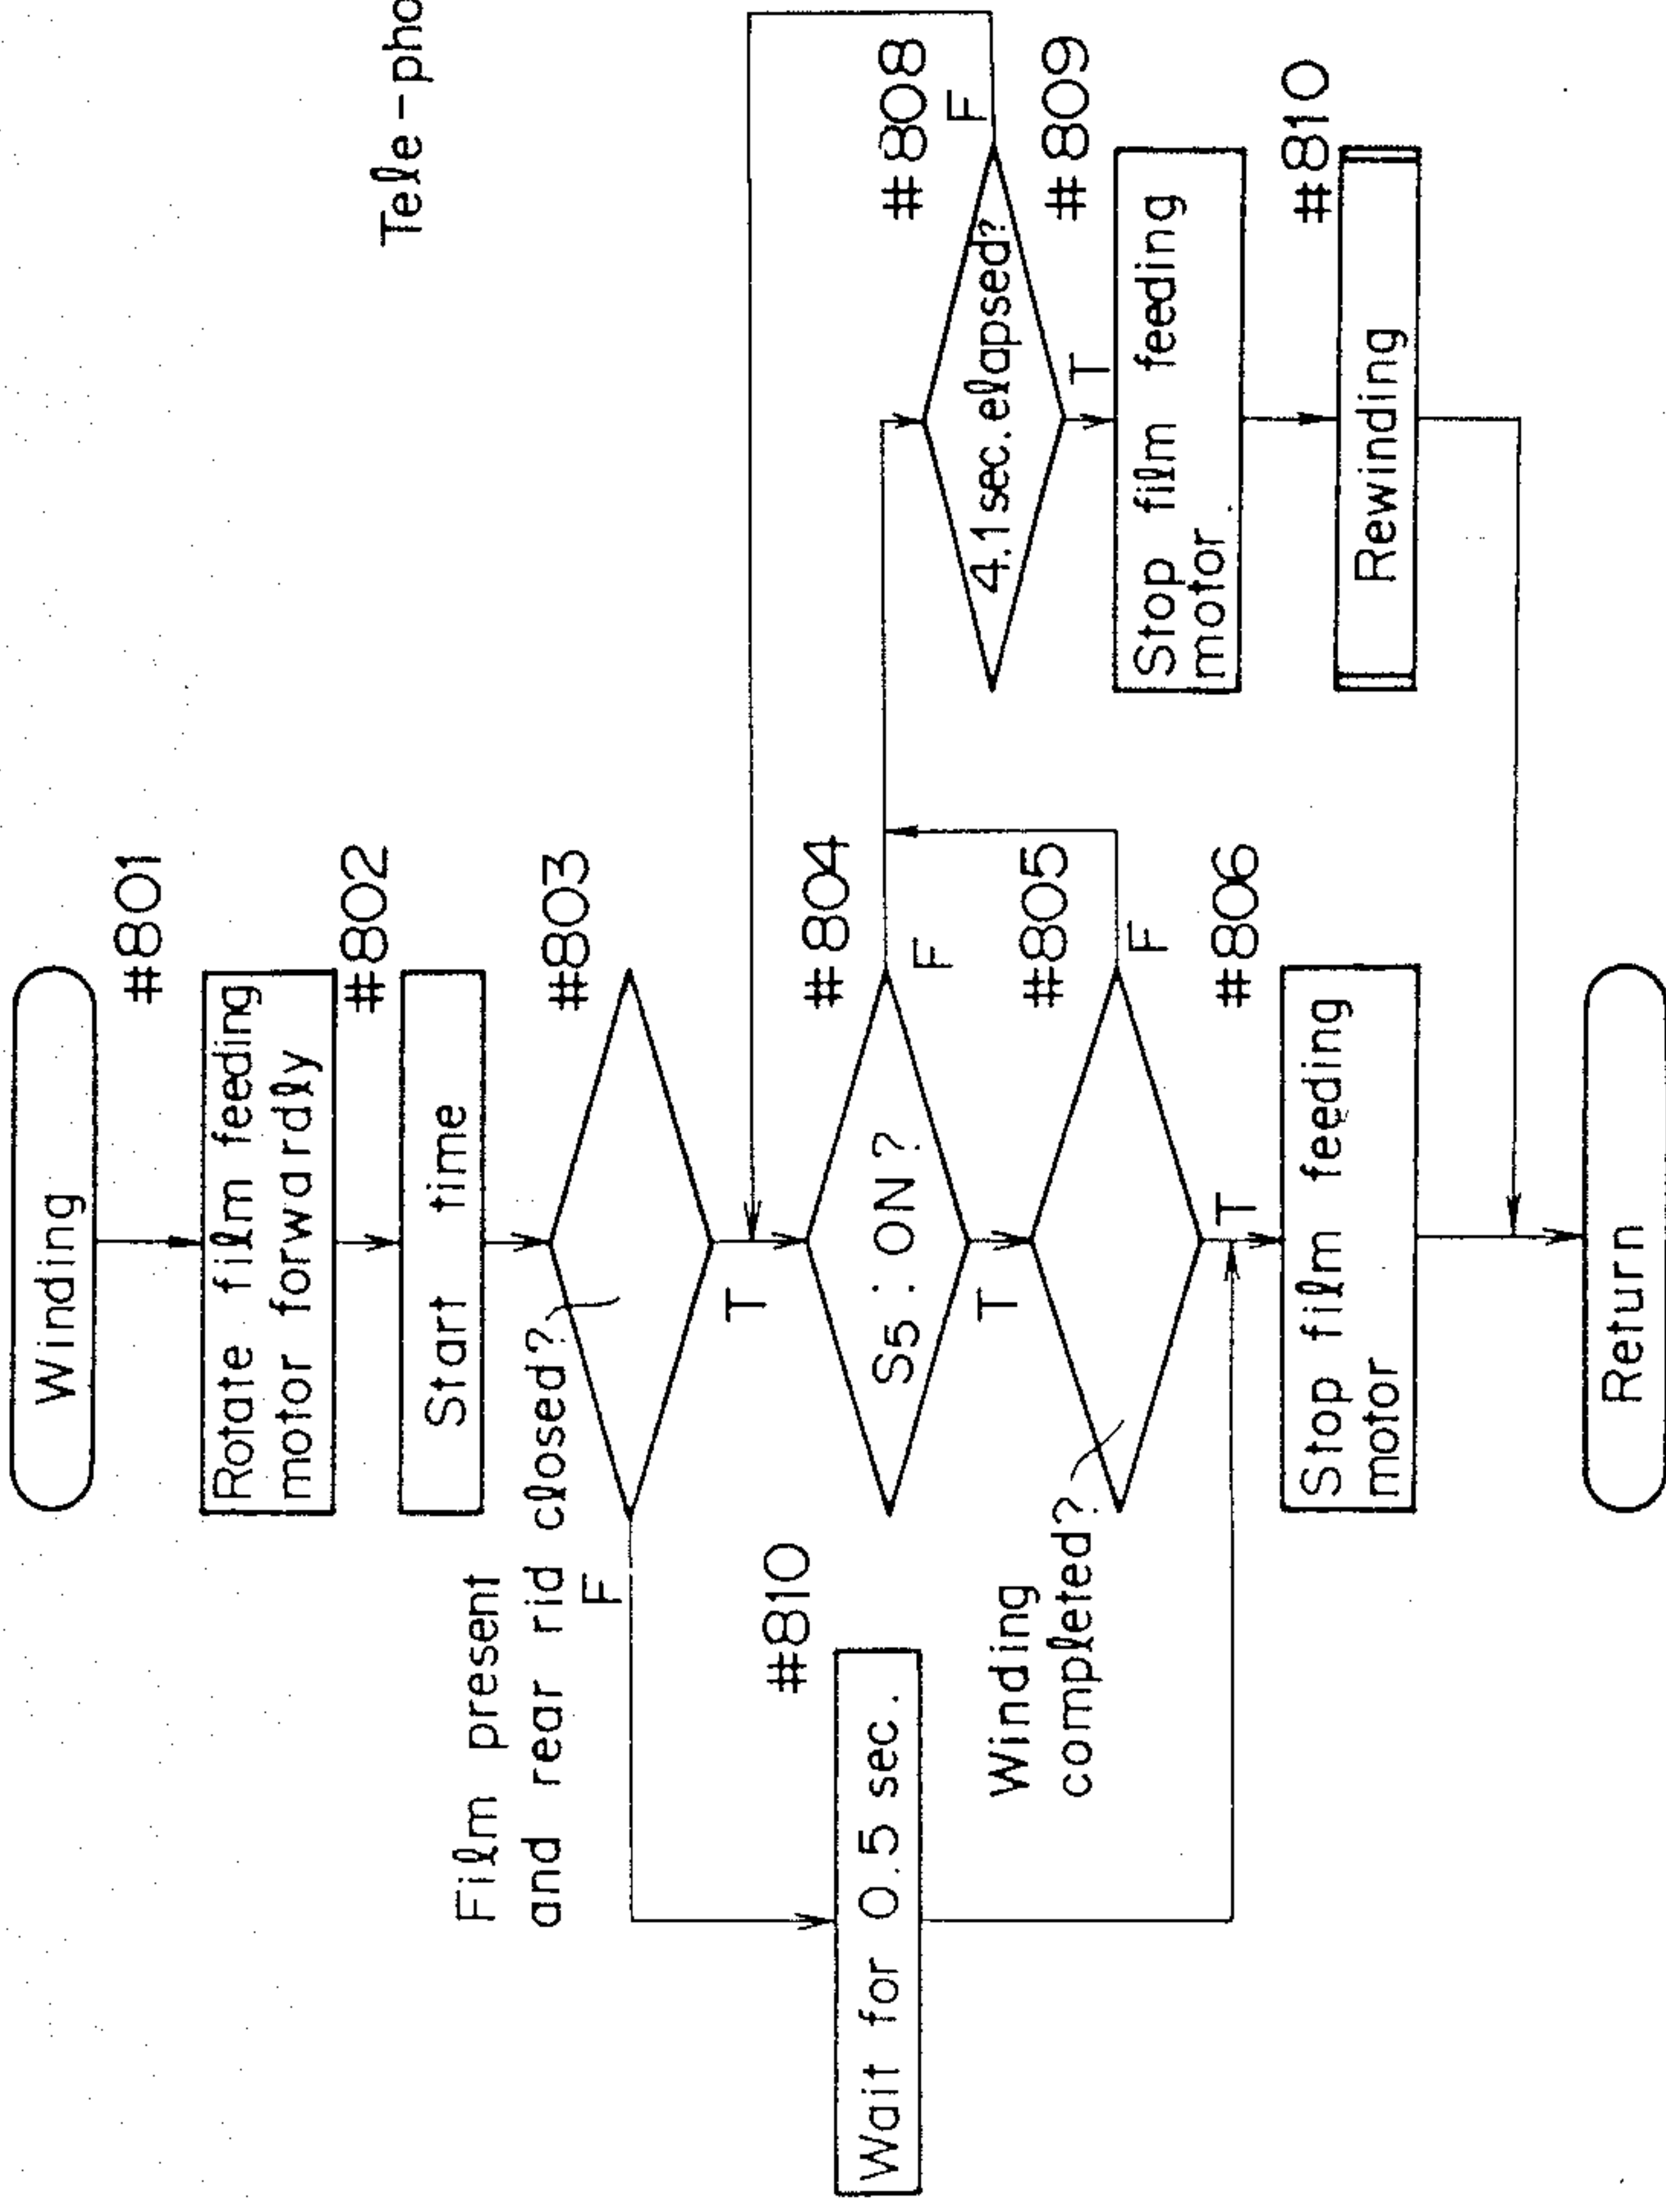 Winding
#801
Rotate film feeding
motor forwardly
#802
Start time
#803
Film present
and rear rid closed?
F
T
#810
Wait for 0.5 sec.
#804
S5 : ON ?
F
T
#805
Winding
completed?
F
T
#806
Stop film feeding
motor
Return
#808
4.1sec.elapsed?
F
T
#809
Stop film feeding
motor
#810
Rewinding
Tele-pho